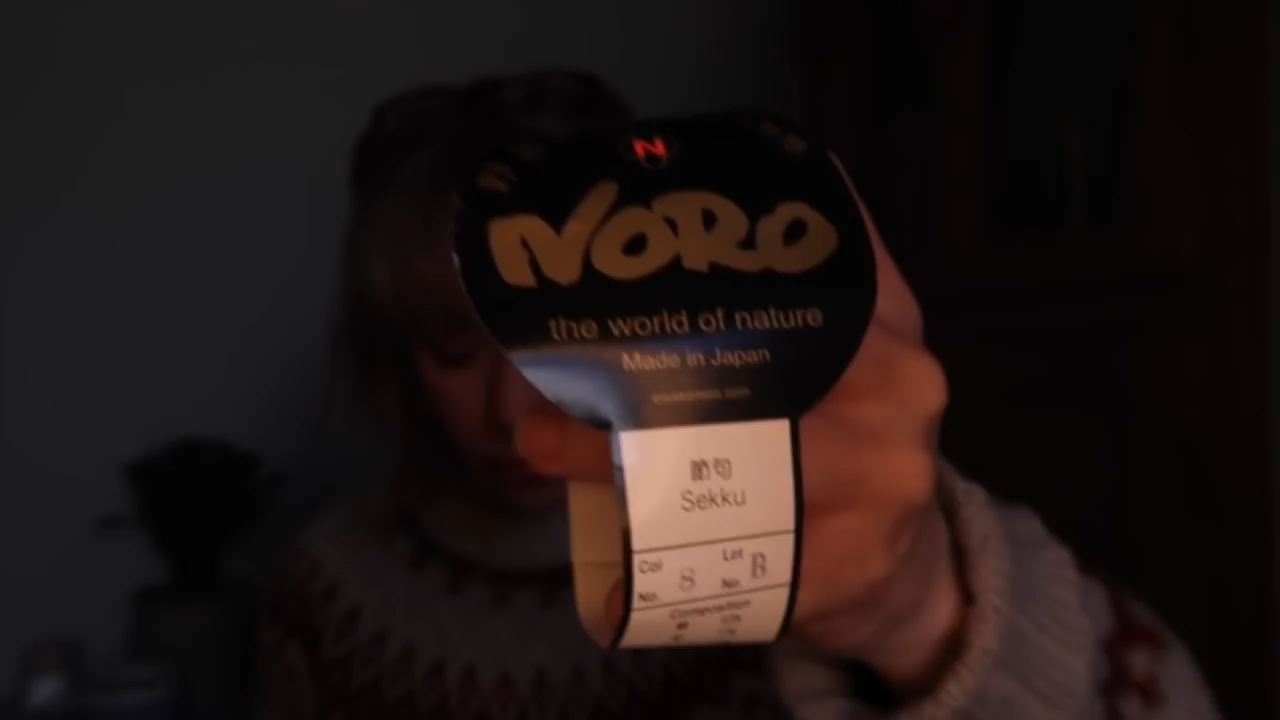 N
NORO
the world of nature
Made in Japan
節句
Sekku
Col No. 8 Lot No. B
Composition